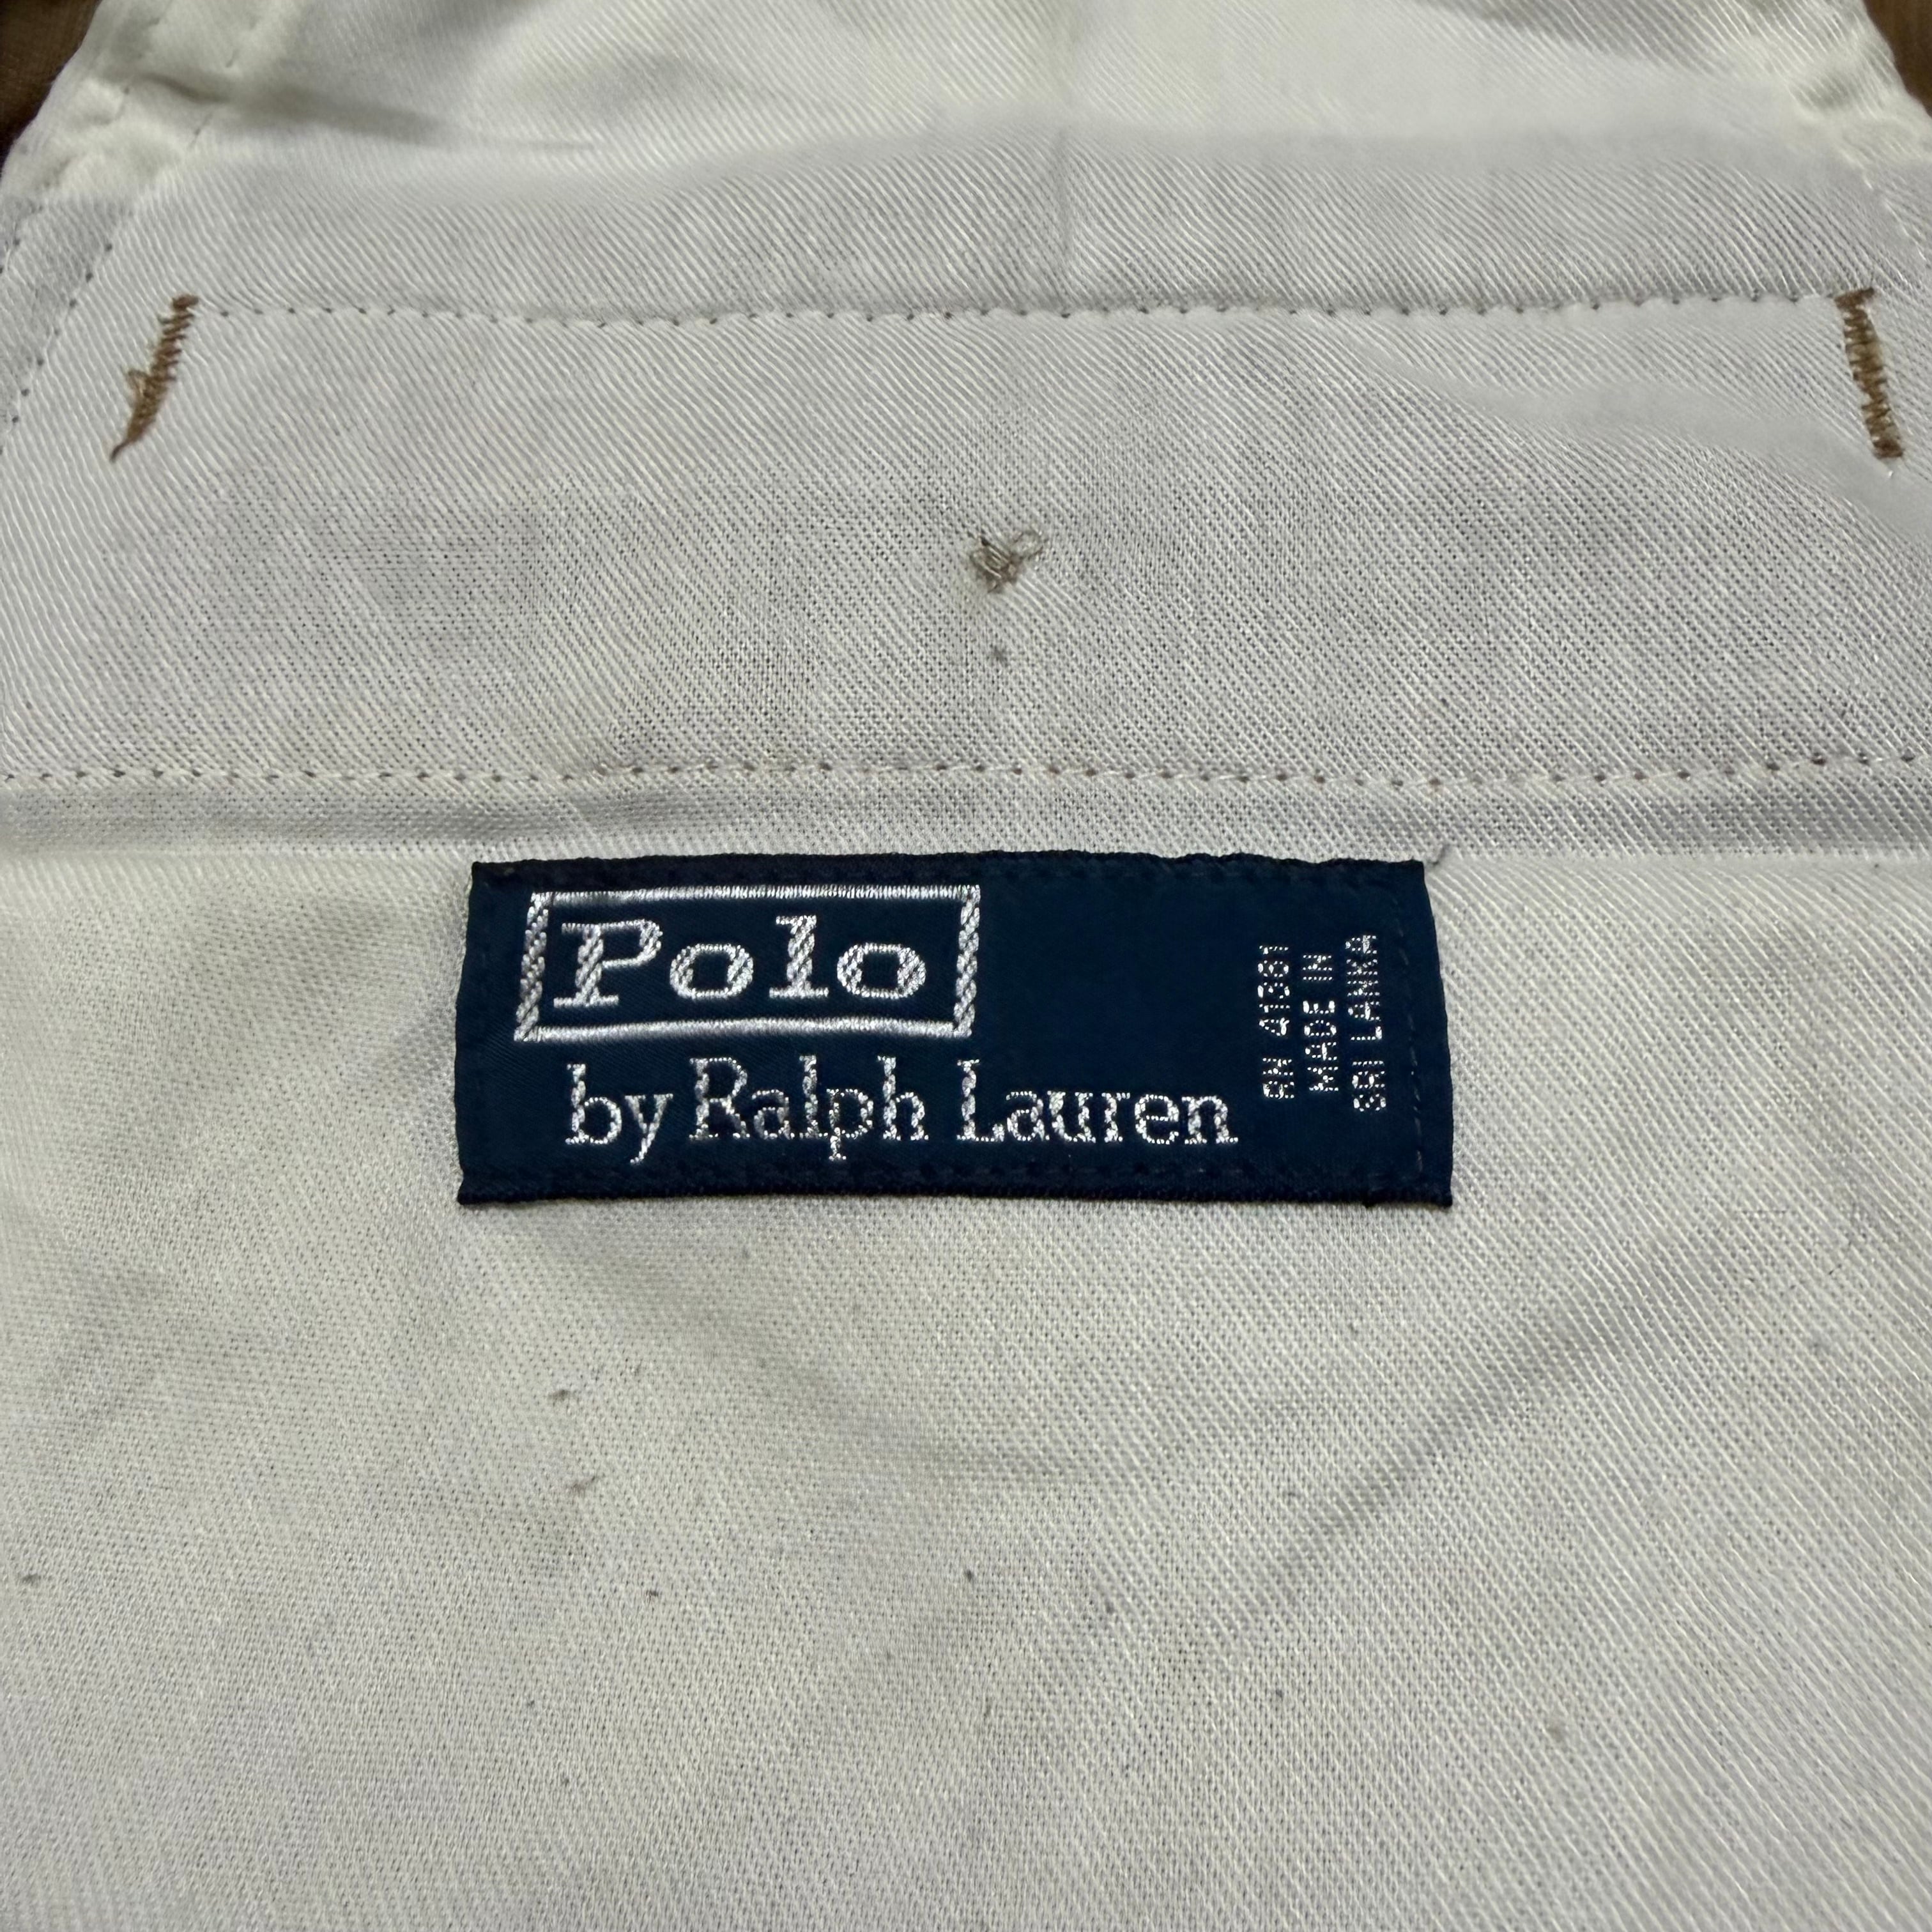 Polo
by Ralph Lauren
RN 41381
MADE IN
SRI LANKA